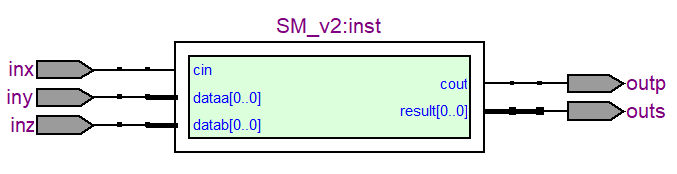 SM_v2:inst
inx
iny
inz
cin
dataa[0..0]
datab[0..0]
cout
result[0..0]
outp
outs